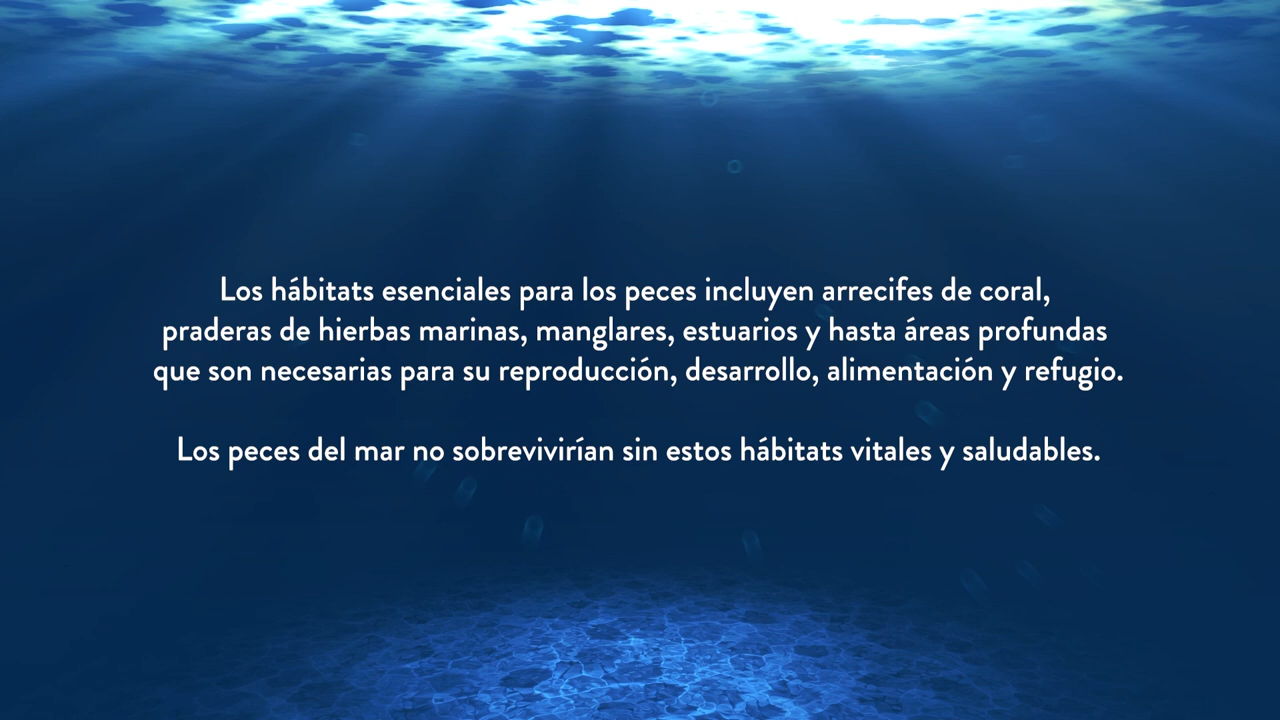 Los hábitats esenciales para los peces incluyen arrecifes de coral,
praderas de hierbas marinas, manglares, estuarios y hasta áreas profundas
que son necesarias para su reproducción, desarrollo, alimentación y refugio.
Los peces del mar no sobrevivirían sin estos hábitats vitales y saludables.